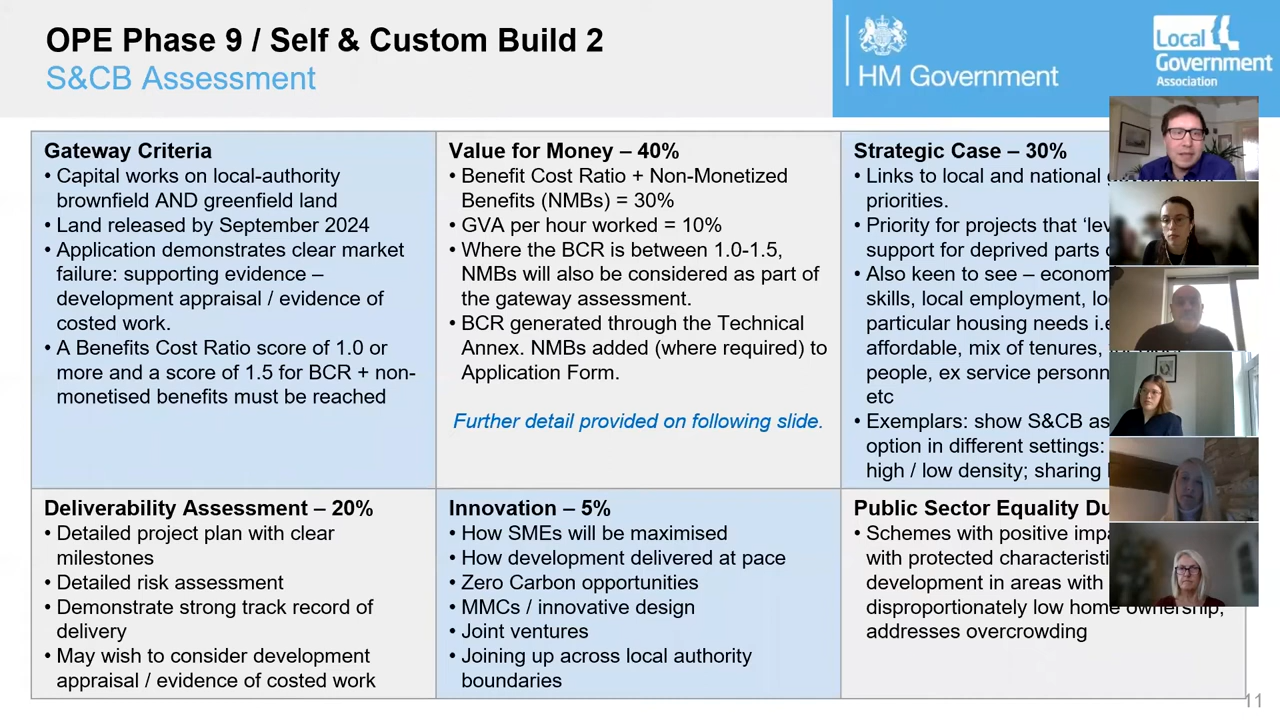 OPE Phase 9 / Self & Custom Build 2
S&CB Assessment
HM Government
Local
Government
Association
Gateway Criteria
• Capital works on local-authority
brownfield AND greenfield land
• Land released by September 2024
• Application demonstrates clear market
failure: supporting evidence –
development appraisal / evidence of
costed work.
• A Benefits Cost Ratio score of 1.0 or
more and a score of 1.5 for BCR + non-
monetised benefits must be reached
Value for Money – 40%
• Benefit Cost Ratio + Non-Monetized
Benefits (NMBs) = 30%
• GVA per hour worked = 10%
• Where the BCR is between 1.0-1.5,
NMBs will also be considered as part of
the gateway assessment.
• BCR generated through the Technical
Annex. NMBs added (where required) to
Application Form.
Further detail provided on following slide.
Strategic Case – 30%
• Links to local and national
priorities.
• Priority for projects that
support for deprived parts
• Also keen to see –
skills, local employment,
particular housing needs
affordable, mix of tenures,
people, ex service
etc
• Exemplars: show S&CB as
option in different settings:
high / low density; sharing
Deliverability Assessment – 20%
• Detailed project plan with clear
milestones
• Detailed risk assessment
• Demonstrate strong track record of
delivery
• May wish to consider development
appraisal / evidence of costed work
Innovation – 5%
• How SMEs will be maximised
• How development delivered at pace
• Zero Carbon opportunities
• MMCs / innovative design
• Joint ventures
• Joining up across local authority
boundaries
Public Sector Equality
• Schemes with positive
with protected
development in areas with
disproportionately low home ownership,
addresses overcrowding
11